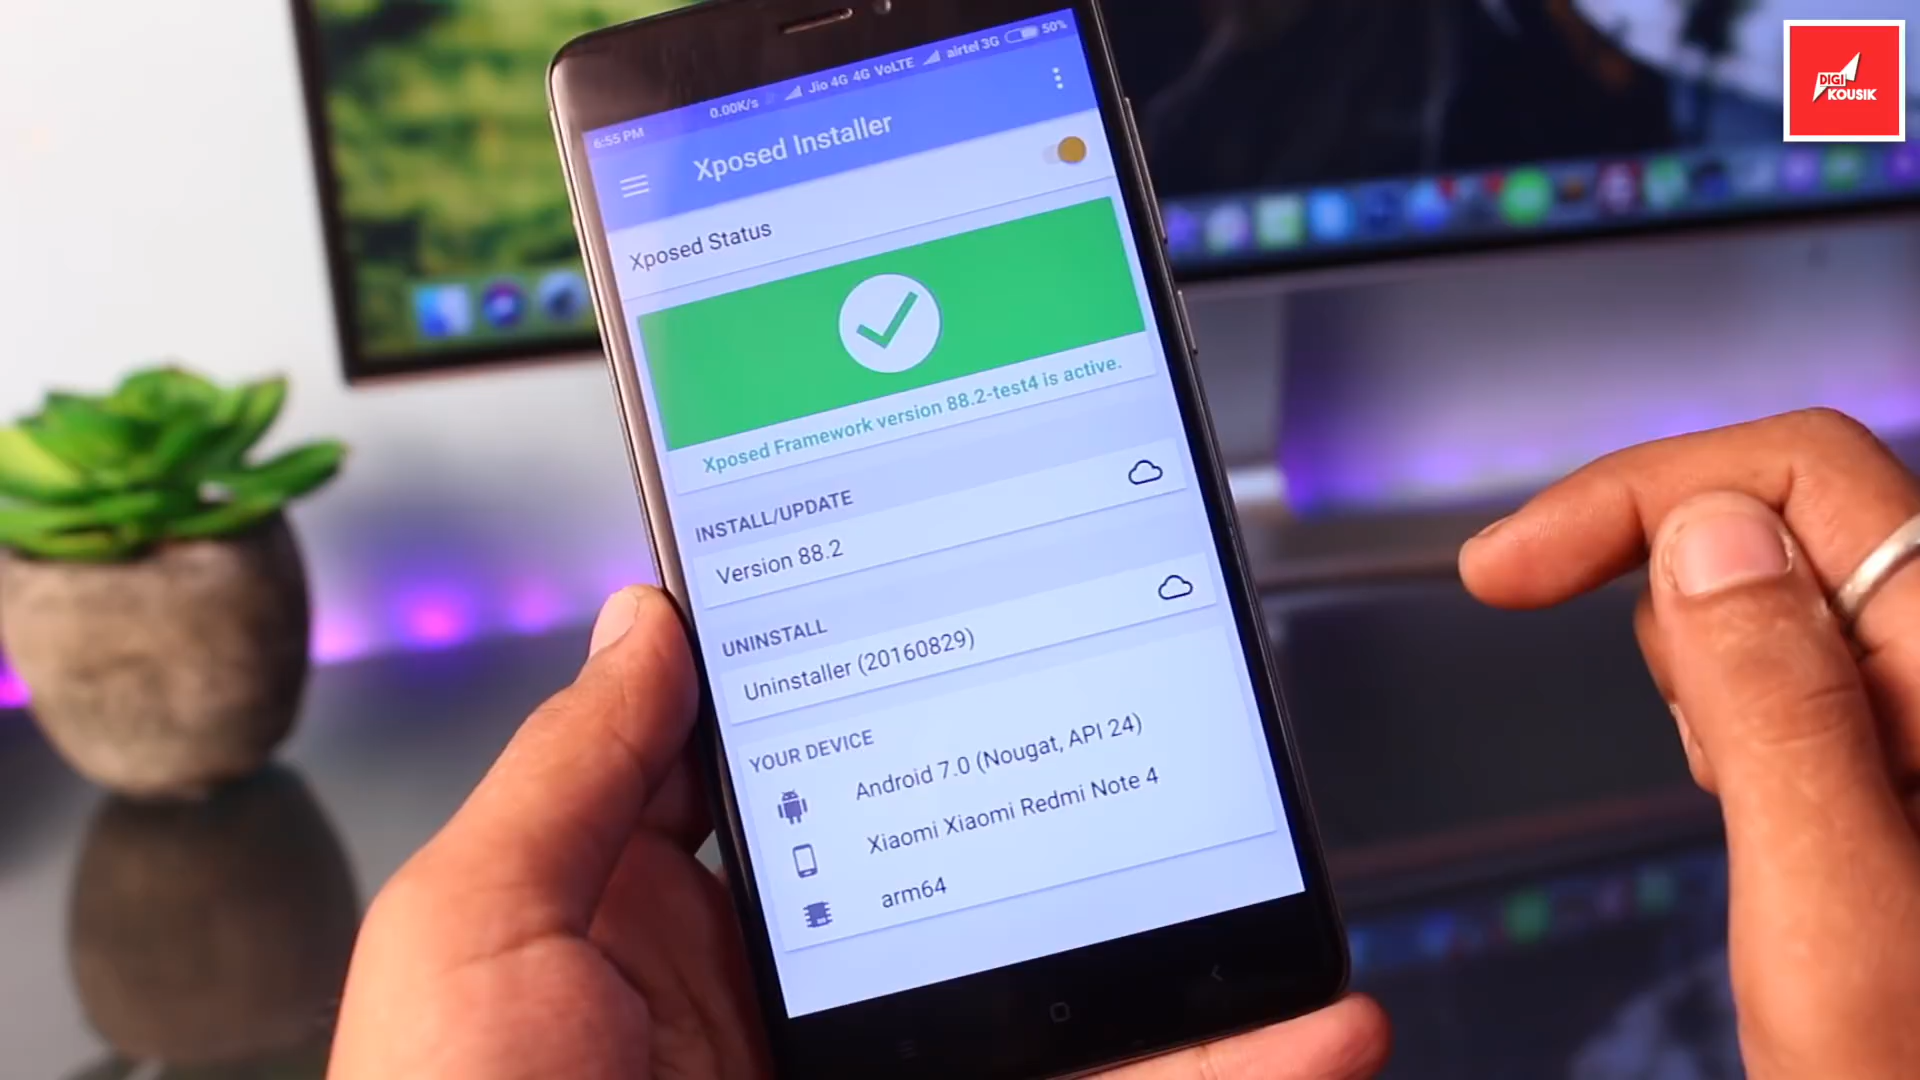 6:55 PM 0.00K/s Jio 4G 4G VoLTE airtel 3G 50%
Xposed Installer
Xposed Status
Xposed Framework version 88.2-test4 is active.
INSTALL/UPDATE
Version 88.2
UNINSTALL
Uninstaller (20160829)
YOUR DEVICE
Android 7.0 (Nougat, API 24)
Xiaomi Xiaomi Redmi Note 4
arm64
DIGI
KOUSIK